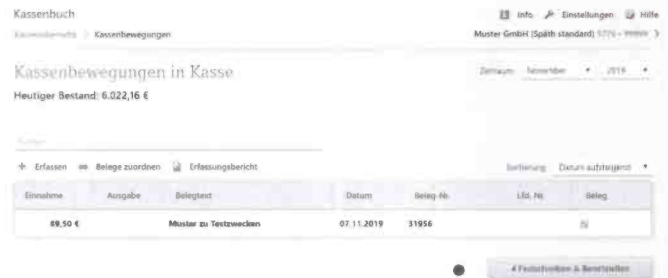 Kassenbuch
Info Einstellungen Hilfe
Kassenübersicht Kassenbewegungen
Muster GmbH (Späth standard)
Kassenbewegungen in Kasse
Zeitraum: November 2019
Heutiger Bestand: 6.022,16 €
+ Erfassen Belege zuordnen Erfassungsbericht
Sortierung: Datum aufsteigend
Einnahme Ausgabe Belegtext Datum Beleg-Nr. Lfd. Nr. Beleg
89,50 € Muster zu Testzwecken 07.11.2019 31956
Festschreiben & Bereitstellen